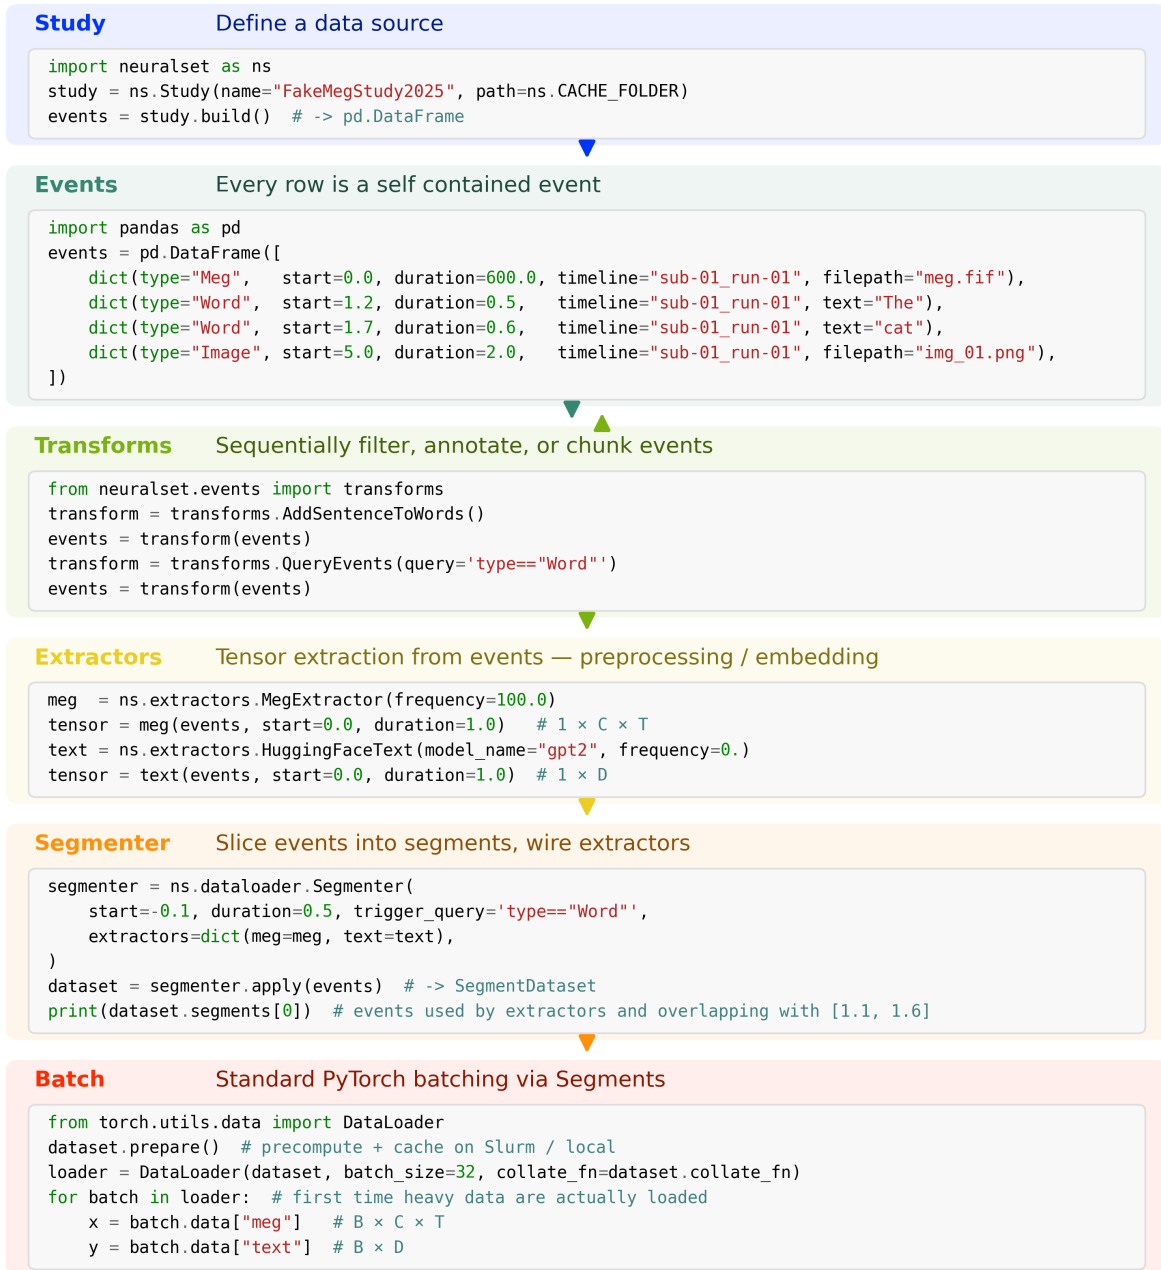 Study Define a data source
import neuralset as ns
study = ns.Study(name="FakeMegStudy2025", path=ns.CACHE_FOLDER)
events = study.build()  # -> pd.DataFrame
Events Every row is a self contained event
import pandas as pd
events = pd.DataFrame([
    dict(type="Meg",   start=0.0, duration=600.0, timeline="sub-01_run-01", filepath="meg.fif"),
    dict(type="Word",  start=1.2, duration=0.5,   timeline="sub-01_run-01", text="The"),
    dict(type="Word",  start=1.7, duration=0.6,   timeline="sub-01_run-01", text="cat"),
    dict(type="Image", start=5.0, duration=2.0,   timeline="sub-01_run-01", filepath="img_01.png"),
])
Transforms Sequentially filter, annotate, or chunk events
from neuralset.events import transforms
transform = transforms.AddSentenceToWords()
events = transform(events)
transform = transforms.QueryEvents(query='type=="Word"')
events = transform(events)
Extractors Tensor extraction from events — preprocessing / embedding
meg  = ns.extractors.MegExtractor(frequency=100.0)
tensor = meg(events, start=0.0, duration=1.0)   # 1 × C × T
text = ns.extractors.HuggingFaceText(model_name="gpt2", frequency=0.)
tensor = text(events, start=0.0, duration=1.0)  # 1 × D
Segmenter Slice events into segments, wire extractors
segmenter = ns.dataloader.Segmenter(
    start=-0.1, duration=0.5, trigger_query='type=="Word"',
    extractors=dict(meg=meg, text=text),
)
dataset = segmenter.apply(events)  # -> SegmentDataset
print(dataset.segments[0])  # events used by extractors and overlapping with [1.1, 1.6]
Batch Standard PyTorch batching via Segments
from torch.utils.data import DataLoader
dataset.prepare()  # precompute + cache on Slurm / local
loader = DataLoader(dataset, batch_size=32, collate_fn=dataset.collate_fn)
for batch in loader:  # first time heavy data are actually loaded
    x = batch.data["meg"]   # B × C × T
    y = batch.data["text"]  # B × D